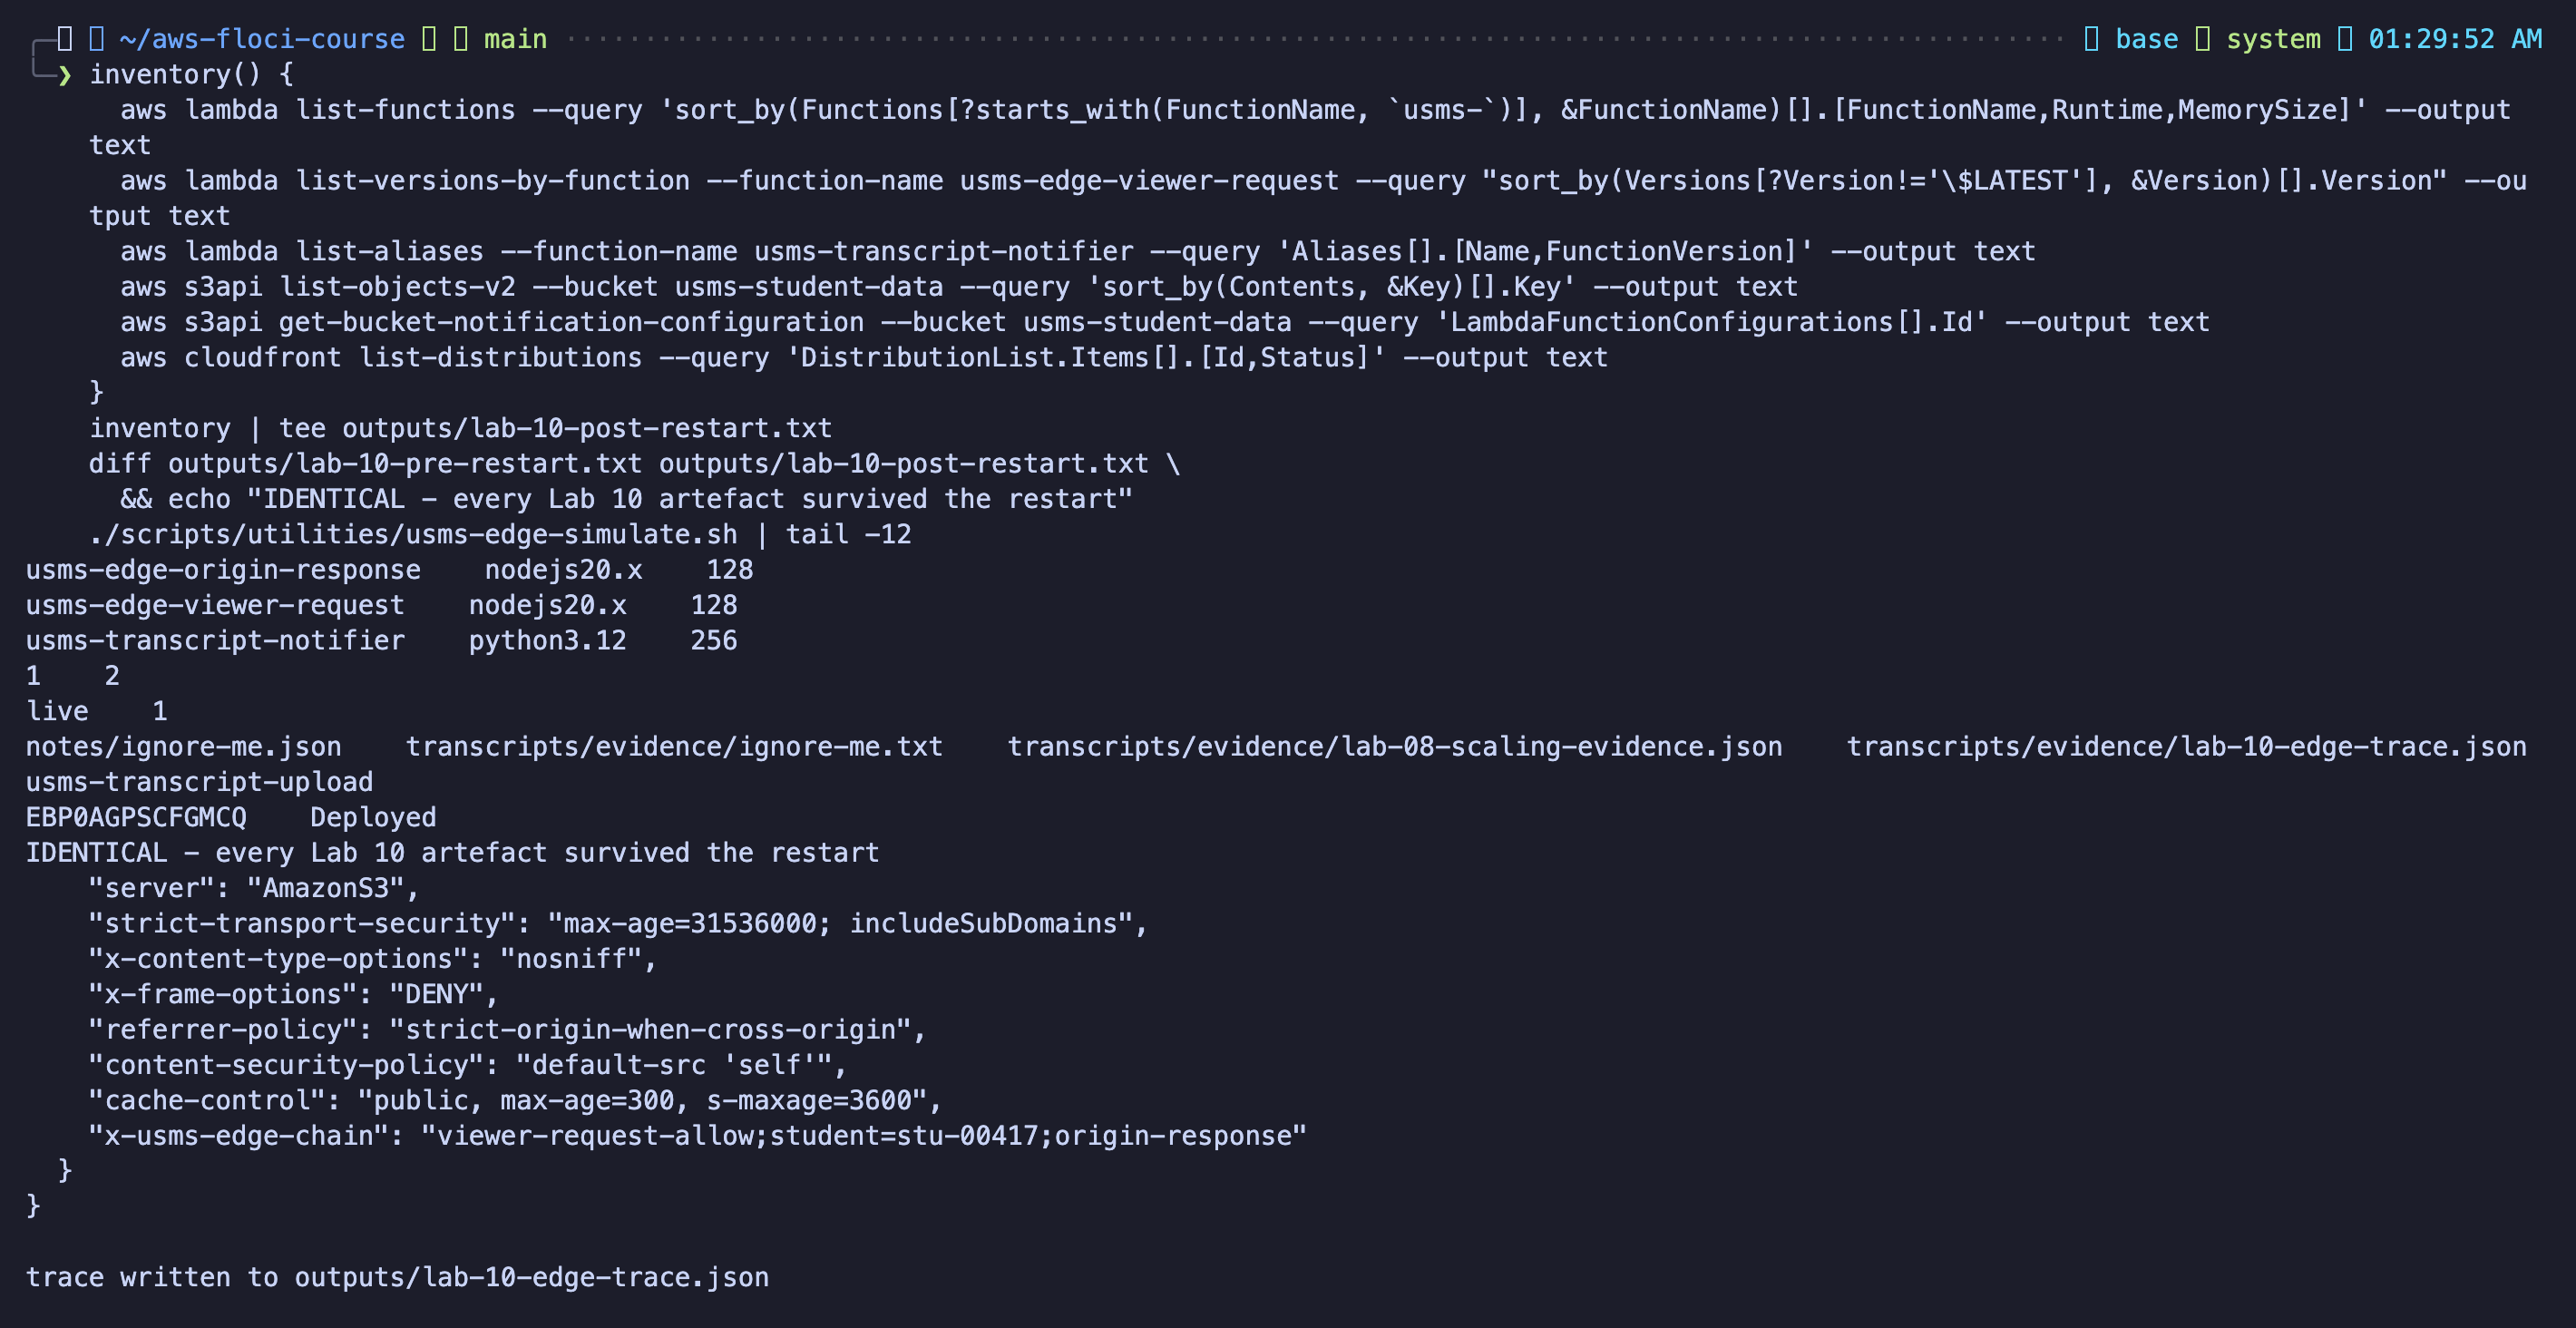 ~/aws-floci-course main base system 01:29:52 AM
❯ inventory() {
aws lambda list-functions --query 'sort_by(Functions[?starts_with(FunctionName, `usms-`)], &FunctionName)[].[FunctionName,Runtime,MemorySize]' --output
text
aws lambda list-versions-by-function --function-name usms-edge-viewer-request --query "sort_by(Versions[?Version!='\$LATEST'], &Version)[].Version" --ou
tput text
aws lambda list-aliases --function-name usms-transcript-notifier --query 'Aliases[].[Name,FunctionVersion]' --output text
aws s3api list-objects-v2 --bucket usms-student-data --query 'sort_by(Contents, &Key)[].Key' --output text
aws s3api get-bucket-notification-configuration --bucket usms-student-data --query 'LambdaFunctionConfigurations[].Id' --output text
aws cloudfront list-distributions --query 'DistributionList.Items[].[Id,Status]' --output text
}
inventory | tee outputs/lab-10-post-restart.txt
diff outputs/lab-10-pre-restart.txt outputs/lab-10-post-restart.txt \
&& echo "IDENTICAL - every Lab 10 artefact survived the restart"
./scripts/utilities/usms-edge-simulate.sh | tail -12
usms-edge-origin-response nodejs20.x 128
usms-edge-viewer-request nodejs20.x 128
usms-transcript-notifier python3.12 256
1 2
live 1
notes/ignore-me.json transcripts/evidence/ignore-me.txt transcripts/evidence/lab-08-scaling-evidence.json transcripts/evidence/lab-10-edge-trace.json
usms-transcript-upload
EBP0AGPSCFGMCQ Deployed
IDENTICAL - every Lab 10 artefact survived the restart
"server": "AmazonS3",
"strict-transport-security": "max-age=31536000; includeSubDomains",
"x-content-type-options": "nosniff",
"x-frame-options": "DENY",
"referrer-policy": "strict-origin-when-cross-origin",
"content-security-policy": "default-src 'self'",
"cache-control": "public, max-age=300, s-maxage=3600",
"x-usms-edge-chain": "viewer-request-allow;student=stu-00417;origin-response"
}
}
trace written to outputs/lab-10-edge-trace.json